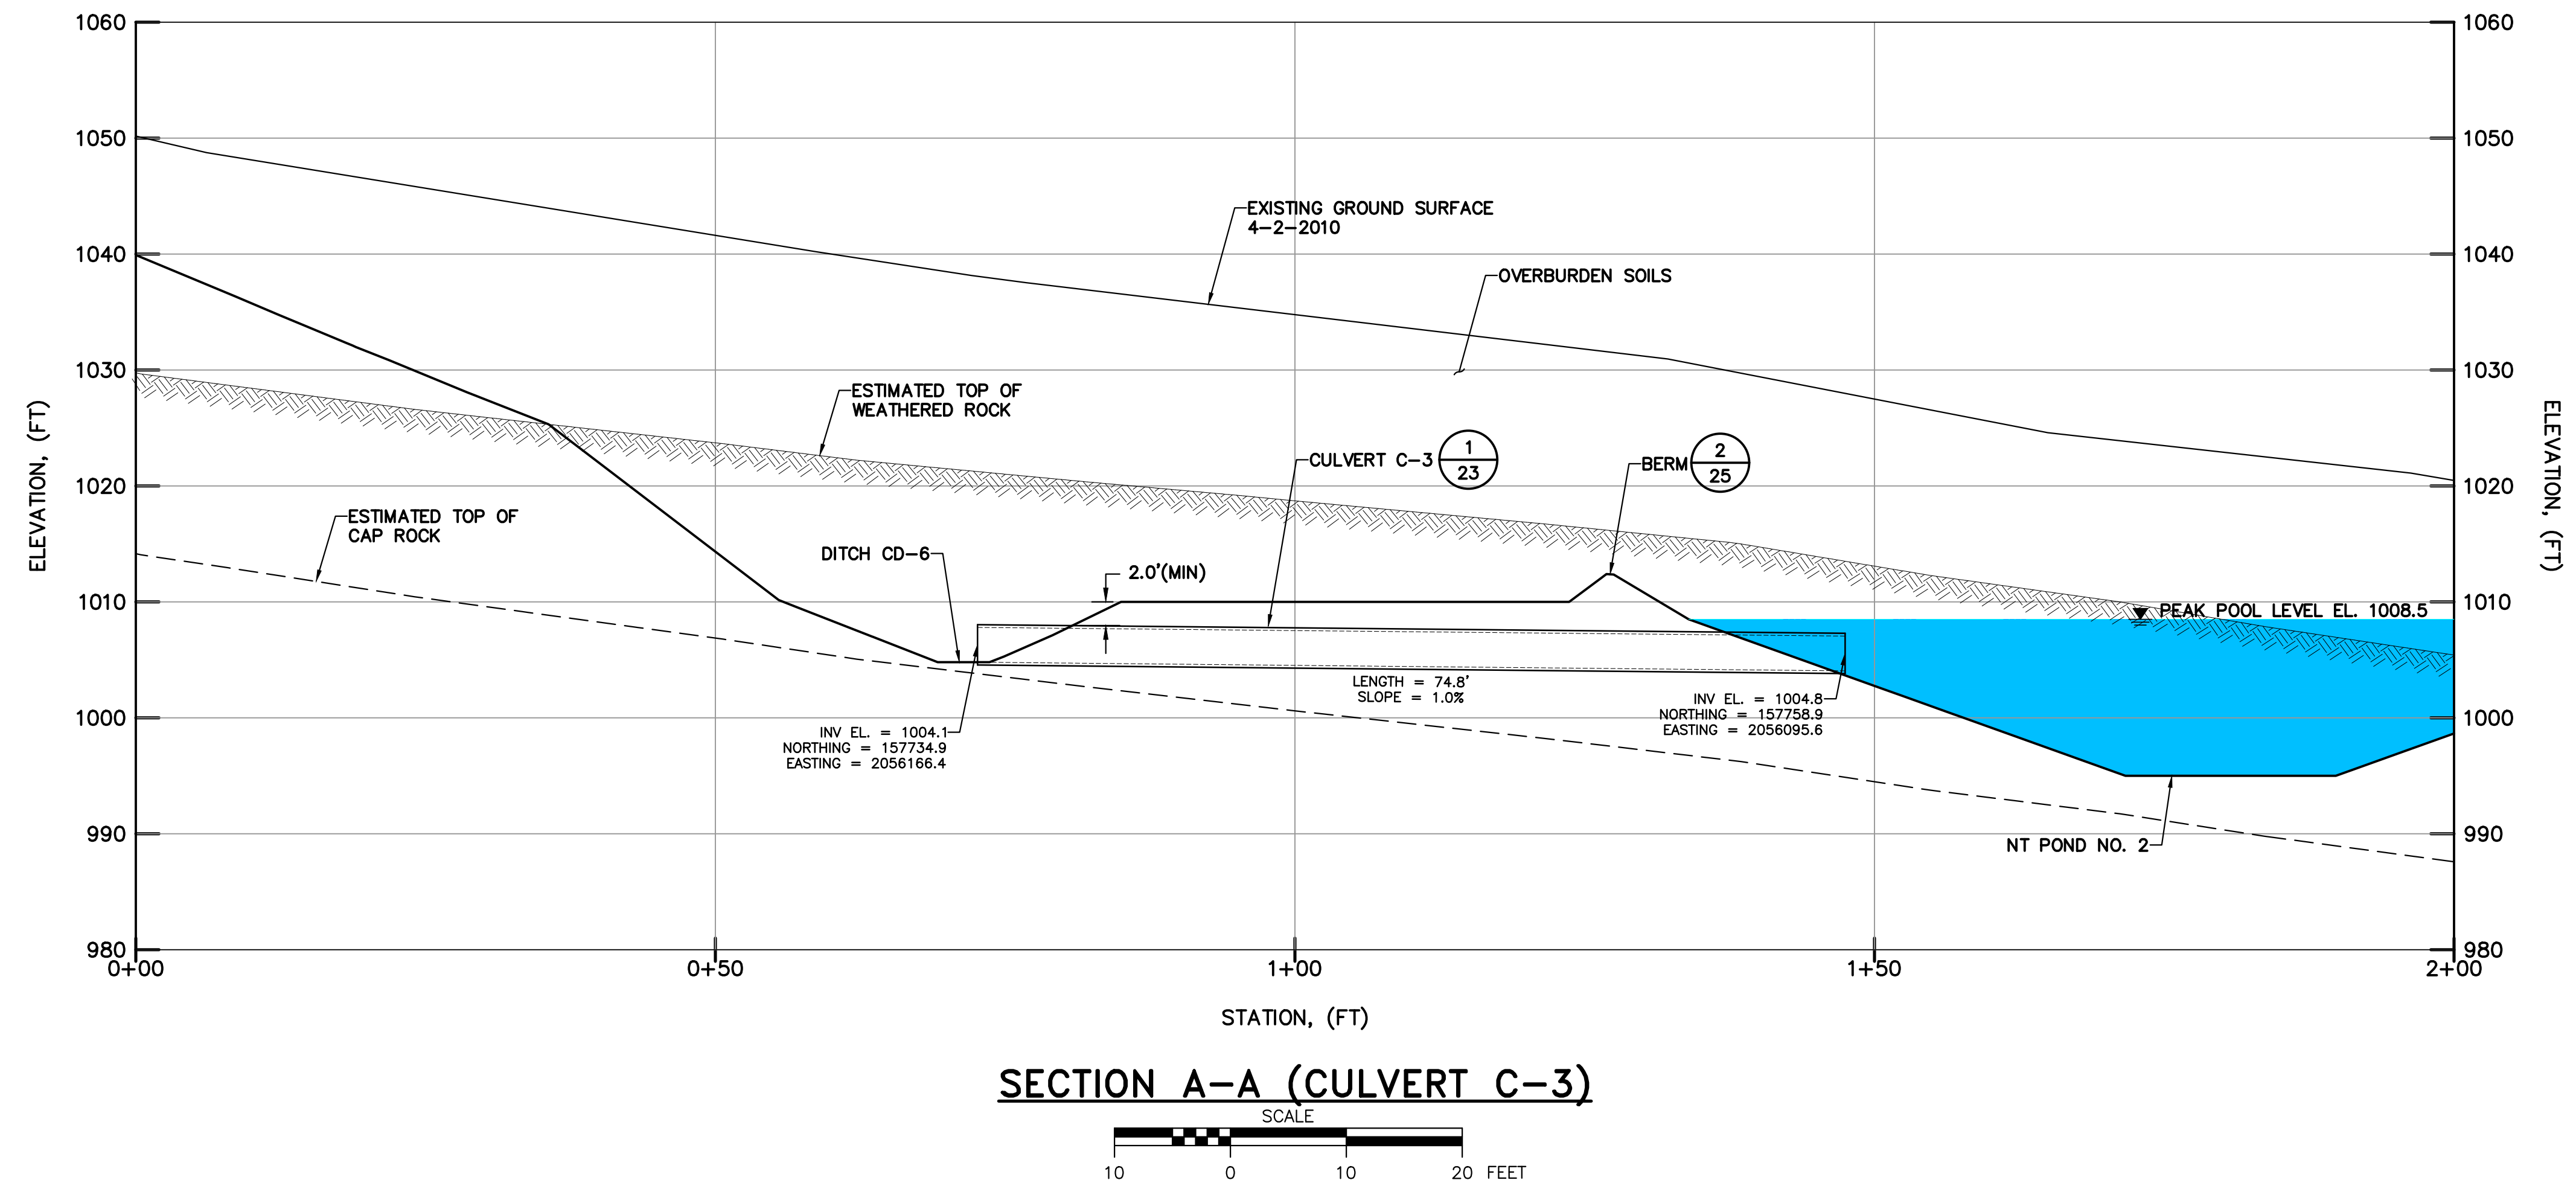 1060
1060
1050
1050
EXISTING GROUND SURFACE
4-2-2010
1040
1040
OVERBURDEN SOILS
1030
1030
ESTIMATED TOP OF
WEATHERED ROCK
ELEVATION, (FT)
ELEVATION, (FT)
CULVERT C-3
1
23
BERM
2
25
1020
1020
ESTIMATED TOP OF
CAP ROCK
DITCH CD-6
2.0'(MIN)
1010
1010
PEAK POOL LEVEL EL. 1008.5
LENGTH = 74.8'
SLOPE = 1.0%
INV EL. = 1004.8
NORTHING = 157758.9
EASTING = 2056095.6
1000
1000
INV EL. = 1004.1
NORTHING = 157734.9
EASTING = 2056166.4
990
990
NT POND NO. 2
980
980
0+00
0+50
1+00
1+50
2+00
STATION, (FT)
SECTION A-A (CULVERT C-3)
SCALE
10
0
10
20
FEET